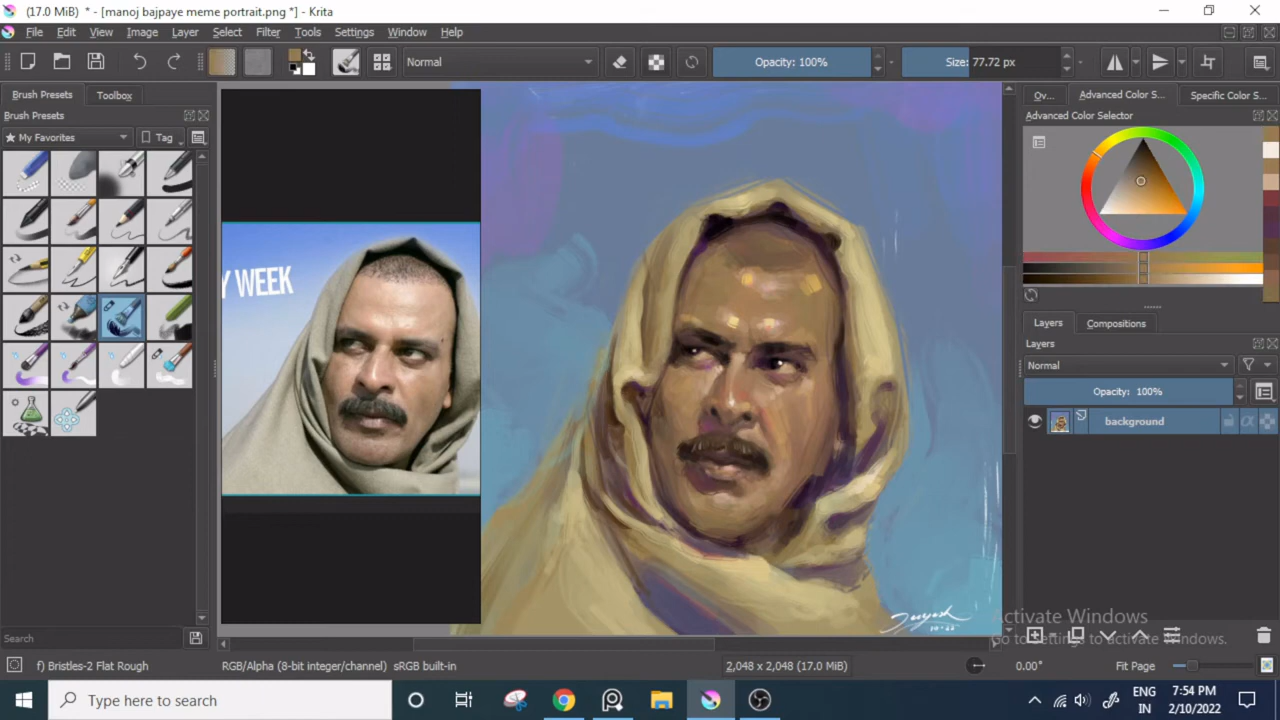 (17.0 MiB) * - [manoj bajpaye meme portrait.png *] - Krita
File Edit View Image Layer Select Filter Tools Settings Window Help
Normal
Opacity: 100%
Size: 77.72 px
Brush Presets
Toolbox
Brush Presets
My Favorites
Tag
Y WEEK
Search
Ov...
Advanced Color S...
Specific Color S...
Advanced Color Selector
Layers
Compositions
Layers
Normal
Opacity: 100%
background
Activate Windows
Go to Settings to activate Windows.
f) Bristles-2 Flat Rough
RGB/Alpha (8-bit integer/channel) sRGB built-in
2,048 x 2,048 (17.0 MiB)
0.00°
Fit Page
Type here to search
ENG
IN
7:54 PM
2/10/2022